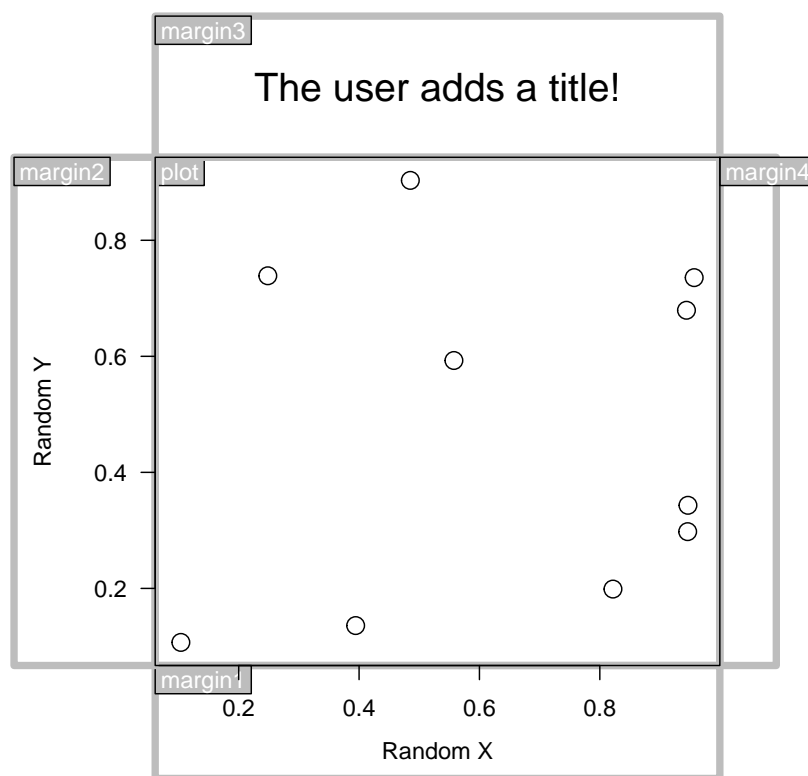 margin3
The user adds a title!
margin2
plot
margin4
0.8
0.6
0.4
0.2
Random Y
margin1
0.2 0.4 0.6 0.8
Random X